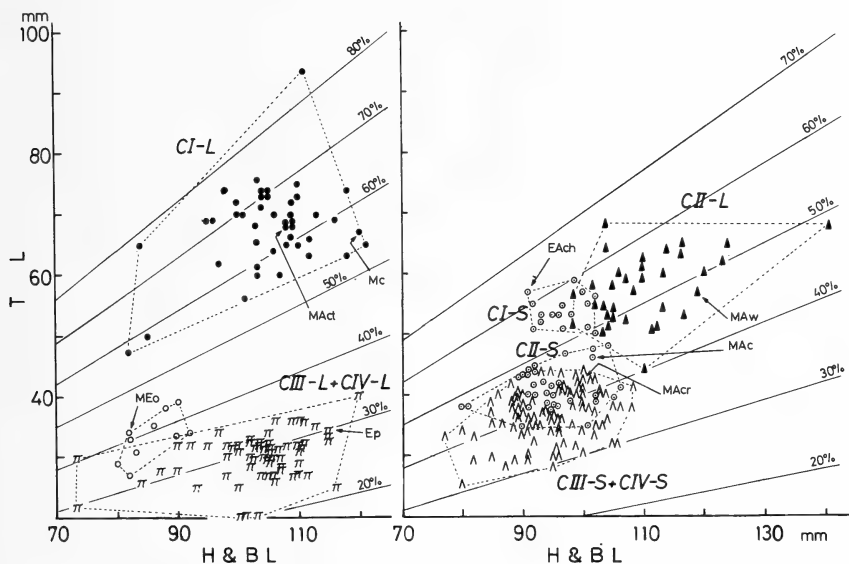 mm
100
80
60
40
T L
80%
70%
60%
50%
40%
30%
20%
CI-L
MAct
Mc
CIII-L+CIV-L
MEo
Ep
70
90
110
H & B L
70%
60%
50%
40%
30%
20%
CII-L
EAch
CI-S
CII-S
MAw
MAc
MAcr
CIII-S+CIV-S
70
90
110
130
mm
H & B L